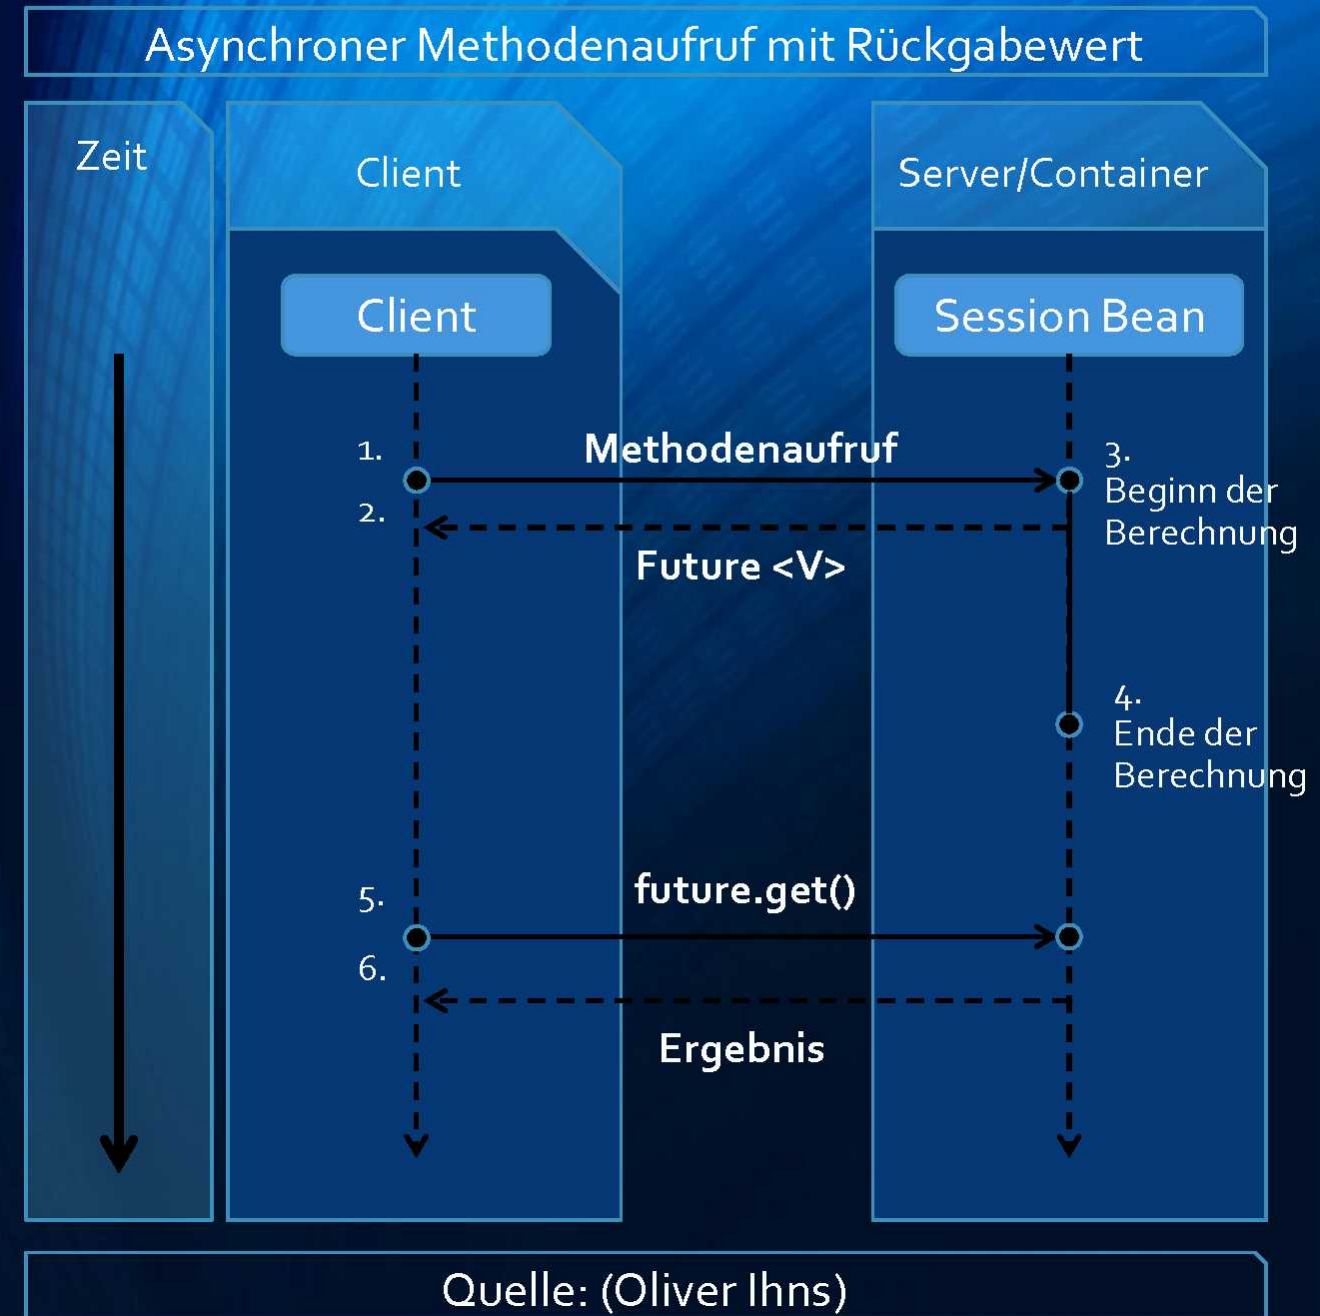 Asynchroner Methodenaufruf mit Rückgabewert
Zeit
Client
Server/Container
Client
Session Bean
1.
Methodenaufruf
3.
Beginn der
Berechnung
2.
Future <V>
4.
Ende der
Berechnung
5.
future.get()
6.
Ergebnis
Quelle: (Oliver Ihns)